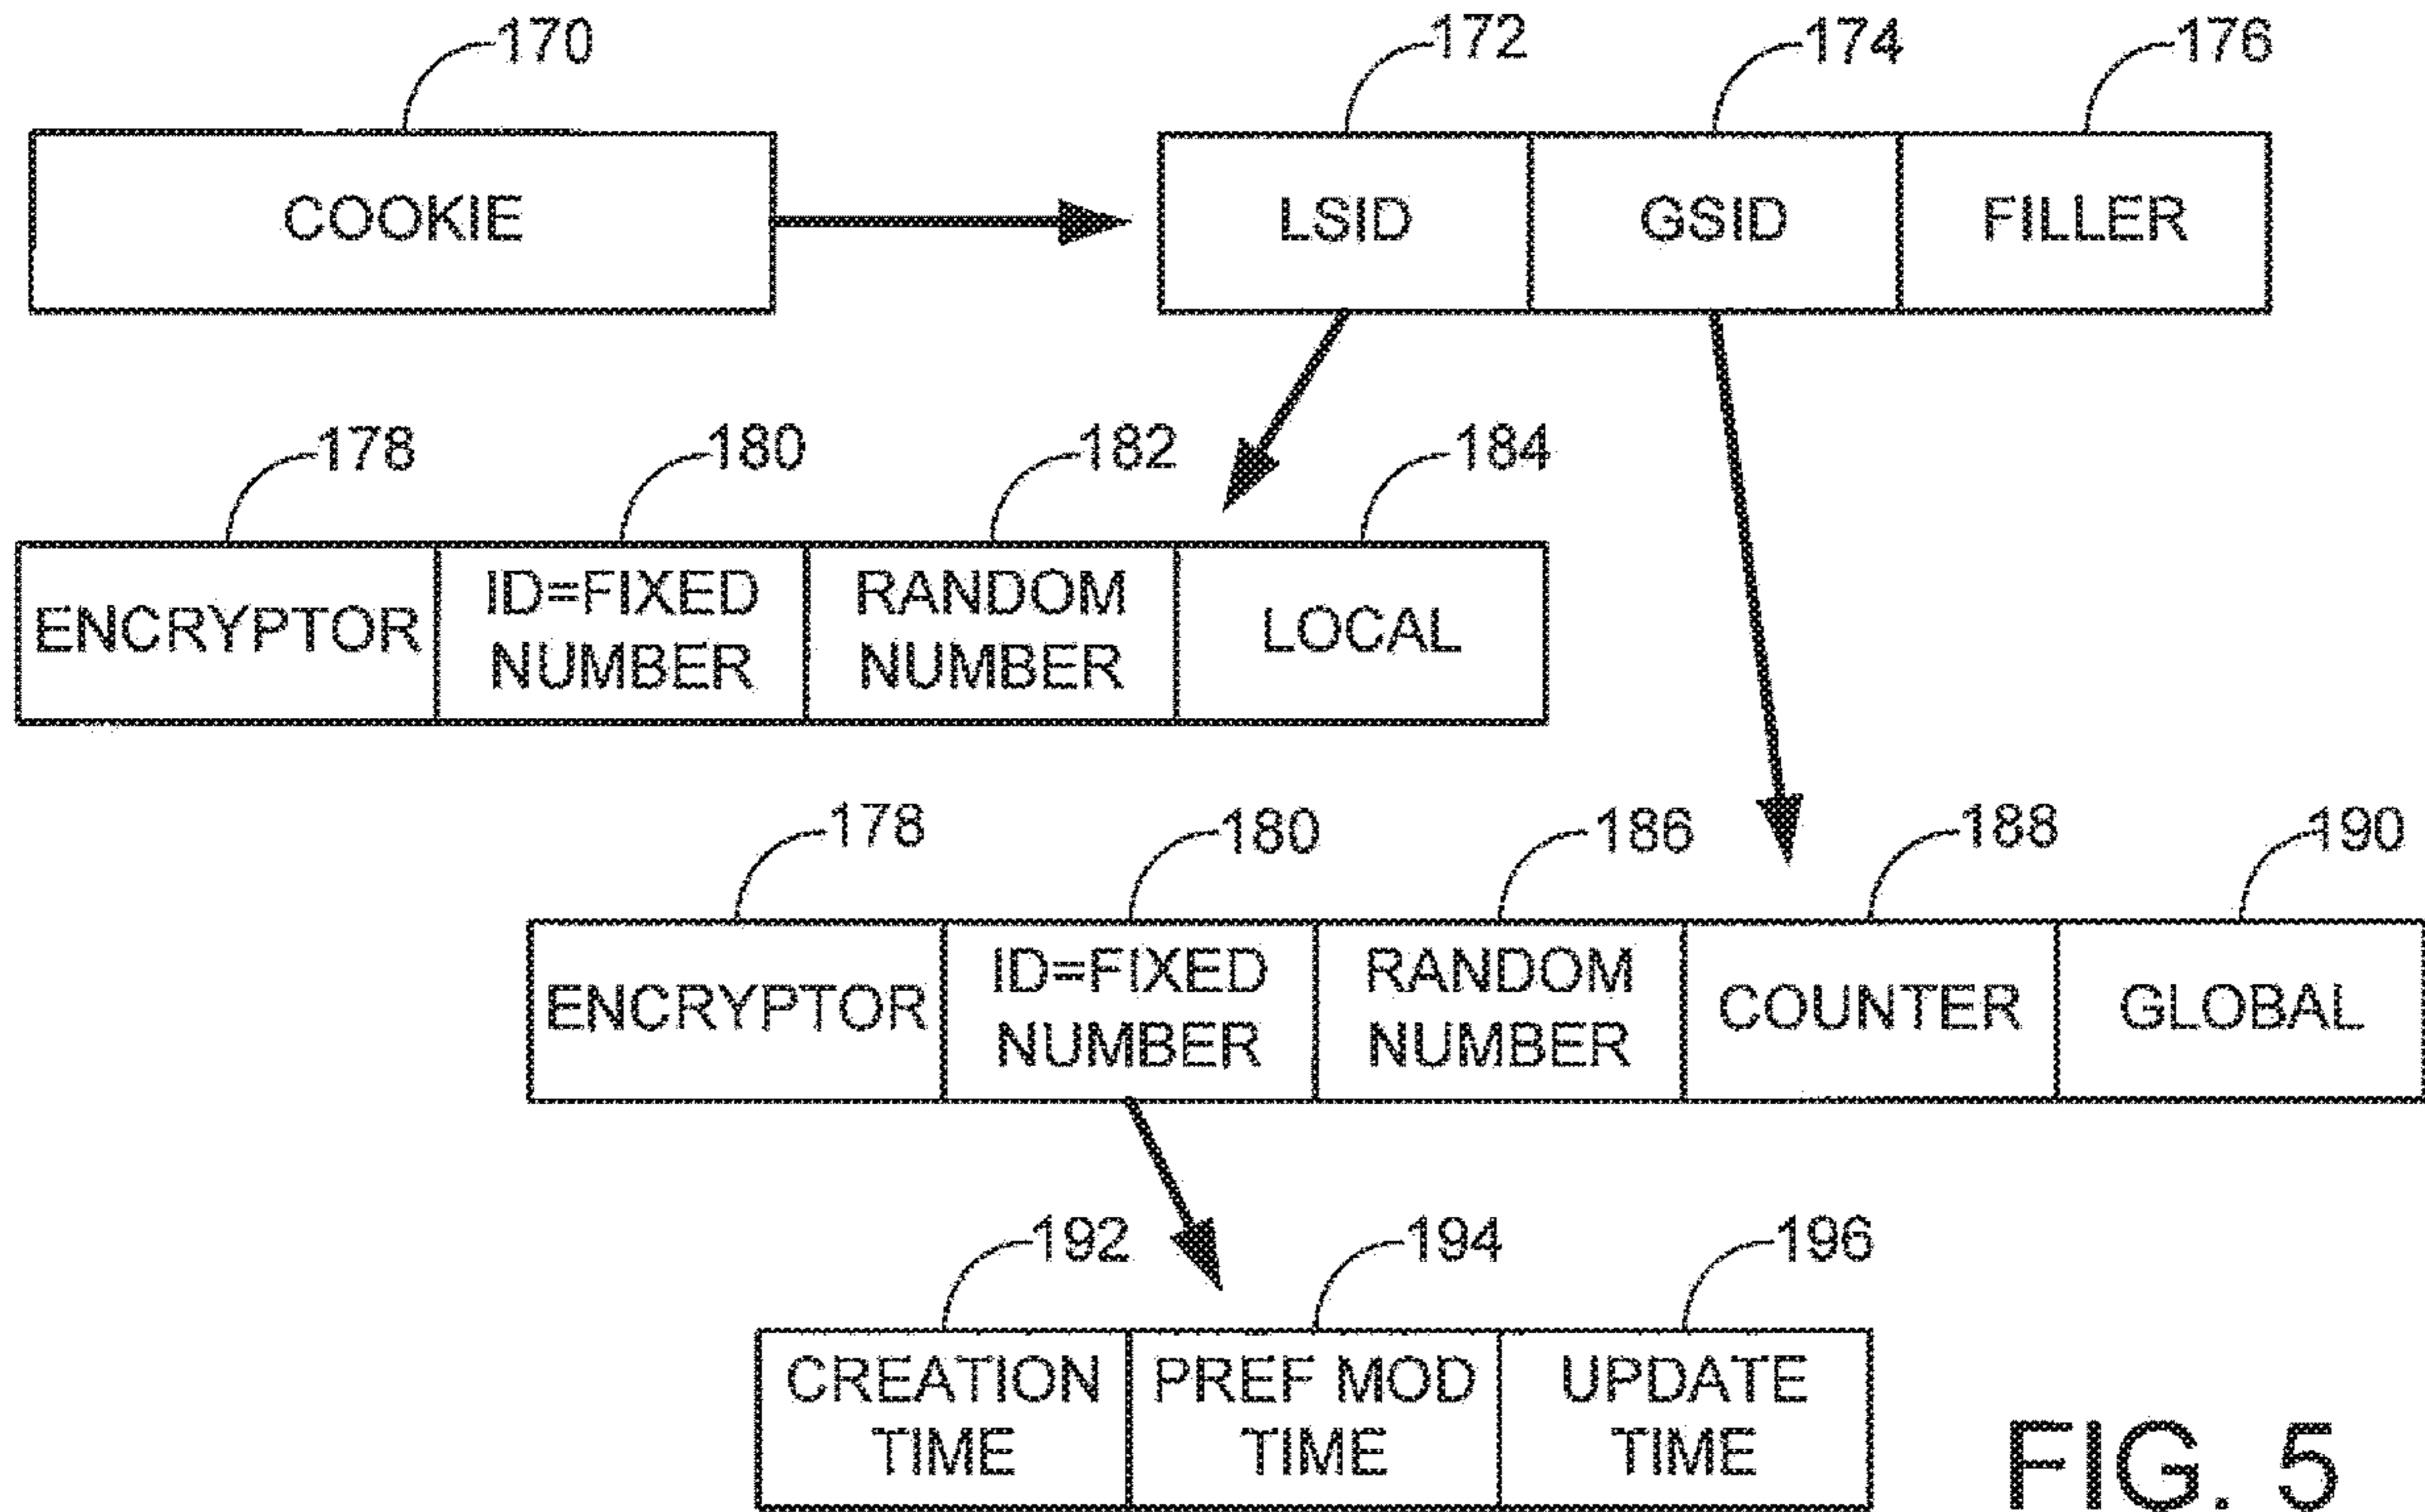 170
172
174
176
COOKIE
LSID
GSID
FILLER
178
180
182
184
ENCRYPTOR
ID=FIXED
NUMBER
RANDOM
NUMBER
LOCAL
178
180
186
188
190
ENCRYPTOR
ID=FIXED
NUMBER
RANDOM
NUMBER
COUNTER
GLOBAL
192
194
196
CREATION
TIME
PREF MOD
TIME
UPDATE
TIME
FIG. 5